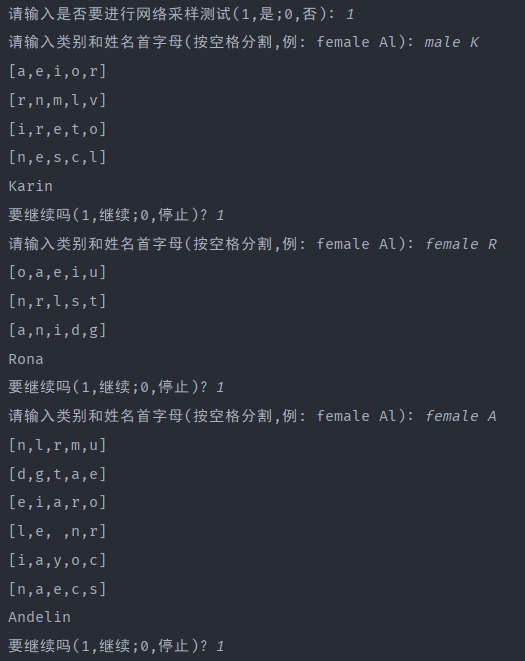 请输入是否要进行网络采样测试(1,是;0,否): 1
请输入类别和姓名首字母(按空格分割,例: female Al): male K
[a,e,i,o,r]
[r,n,m,l,v]
[i,r,e,t,o]
[n,e,s,c,l]
Karin
要继续吗(1,继续;0,停止)? 1
请输入类别和姓名首字母(按空格分割,例: female Al): female R
[o,a,e,i,u]
[n,r,l,s,t]
[a,n,i,d,g]
Rona
要继续吗(1,继续;0,停止)? 1
请输入类别和姓名首字母(按空格分割,例: female Al): female A
[n,l,r,m,u]
[d,g,t,a,e]
[e,i,a,r,o]
[l,e, ,n,r]
[i,a,y,o,c]
[n,a,e,c,s]
Andelin
要继续吗(1,继续;0,停止)? 1